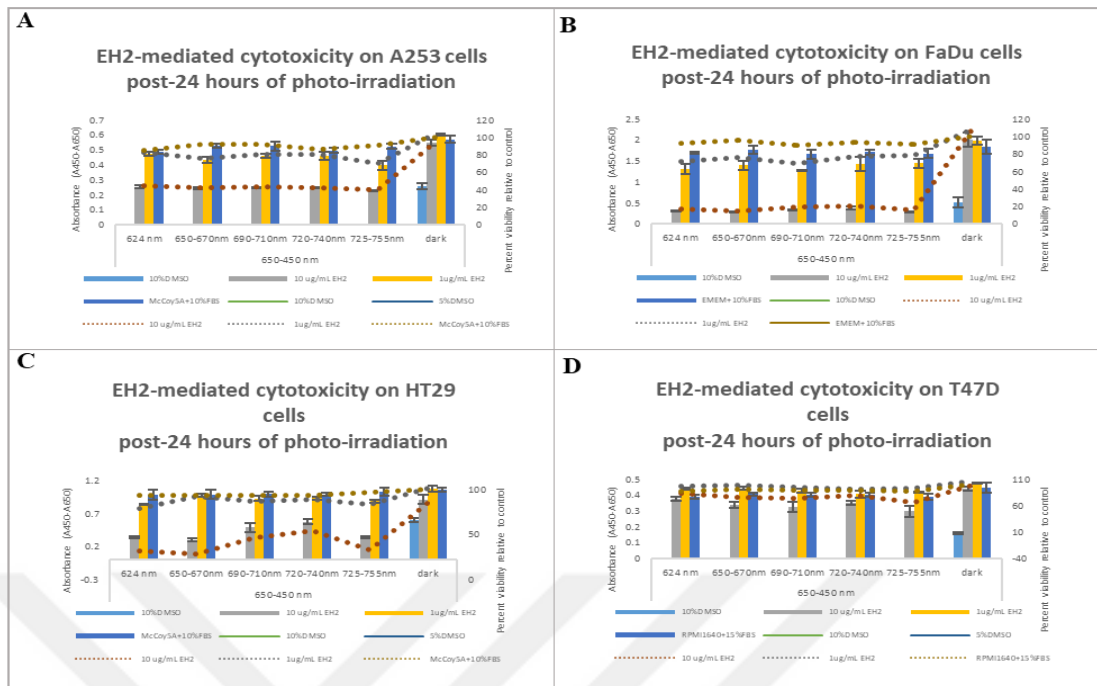 A
EH2-mediated cytotoxicity on A253 cells
post-24 hours of photo-irradiation
Absorbance (A450-A650)
0.7
0.6
0.5
0.4
0.3
0.2
0.1
0
120
100
80
60
40
20
0
Percent viability relative to control
624 nm 650-670nm 690-710nm 720-740nm 725-755nm dark
650-450 nm
10%DMSO 10 ug/mL EH2 1ug/mL EH2
McCoy5A+10%FBS 10%DMSO 5%DMSO
10 ug/mL EH2 1ug/mL EH2 McCoy5A+10%FBS
B
EH2-mediated cytotoxicity on FaDu cells
post-24 hours of photo-irradiation
Absorbance (A450-A650)
2.5
2
1.5
1
0.5
0
120
100
80
60
40
20
0
Percent viability relative to control
624 nm 650-670nm 690-710nm 720-740nm 725-755nm dark
650-450 nm
10%DMSO 10 ug/mL EH2 1ug/mL EH2
EMEM+10%FBS 10%DMSO 10 ug/mL EH2
1ug/mL EH2 EMEM+10%FBS
C
EH2-mediated cytotoxicity on HT29
cells
post-24 hours of photo-irradiation
Absorbance (A450-A650)
1.2
0.7
0.2
-0.3
100
50
0
Percent viability relative to control
624 nm 650-670nm 690-710nm 720-740nm 725-755nm dark
650-450 nm
10%DMSO 10 ug/mL EH2 1ug/mL EH2
McCoy5A+10%FBS 10%DMSO 5%DMSO
10 ug/mL EH2 1ug/mL EH2 McCoy5A+10%FBS
D
EH2-mediated cytotoxicity on T47D
cells
post-24 hours of photo-irradiation
Absorbance (A450-A650)
0.5
0.4
0.3
0.2
0.1
0
110
60
10
-40
Percent viability relative to control
624 nm 650-670nm 690-710nm 720-740nm 725-755nm dark
650-450 nm
10%DMSO 10 ug/mL EH2 1ug/mL EH2
RPMI1640+15%FBS 10%DMSO 5%DMSO
10 ug/mL EH2 1ug/mL EH2 RPMI1640+15%FBS